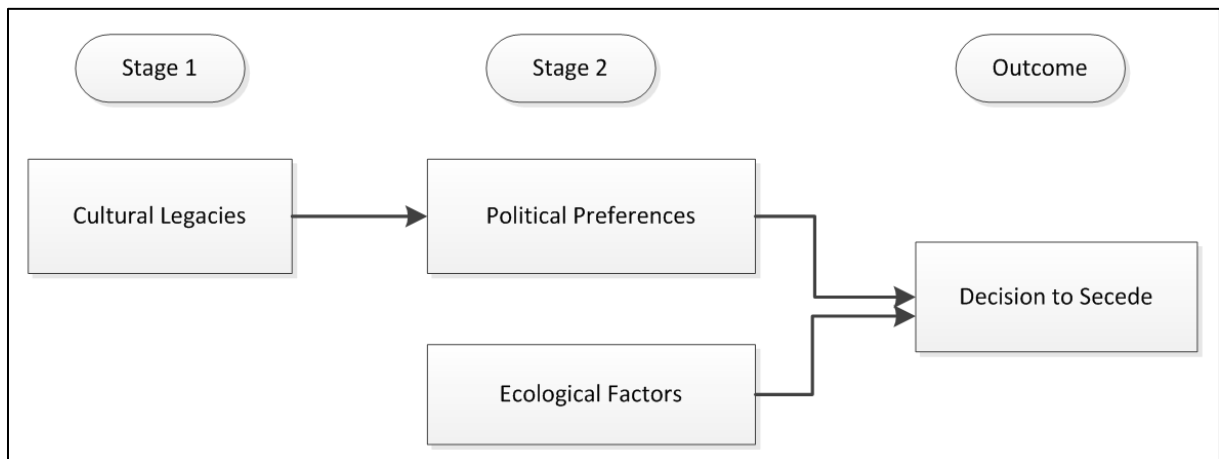 Stage 1
Stage 2
Outcome
Cultural Legacies
Political Preferences
Decision to Secede
Ecological Factors